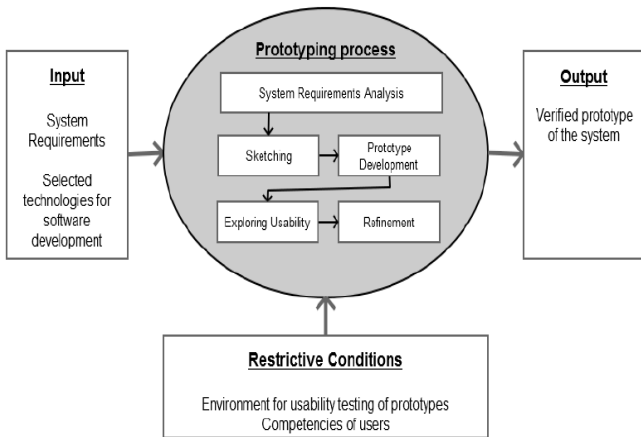 Prototyping process
System Requirements Analysis
Sketching
Prototype
Development
Exploring Usability
Refinement
Input
System
Requirements
Selected
technologies for
software
development
Output
Verified prototype
of the system
Restrictive Conditions
Environment for usability testing of prototypes
Competencies of users